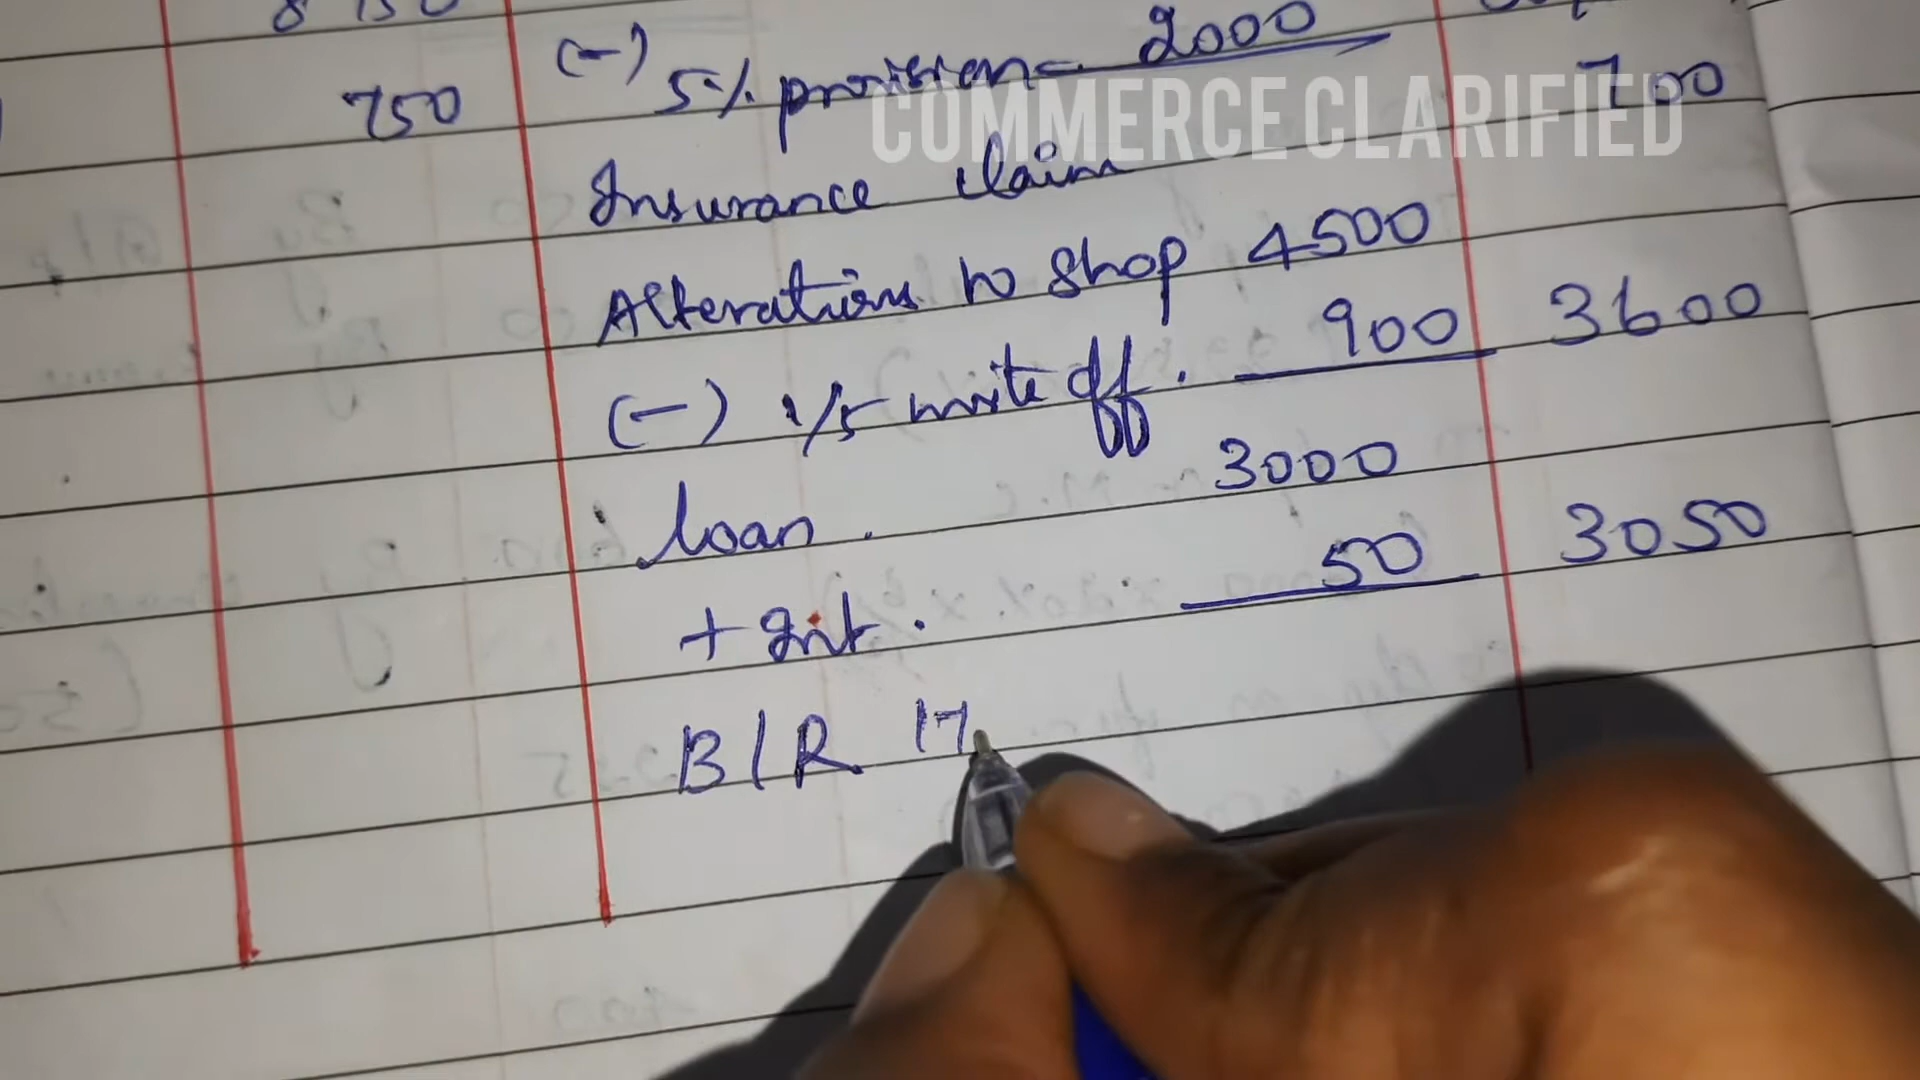 (-) 5% provision - 2000
750
700
COMMERCE CLARIFIED
Insurance claim
Alterations to shop 4500
(-) 1/5 write off . 900 3600
loan . 3000
+ Int . 50 3050
B/R 17